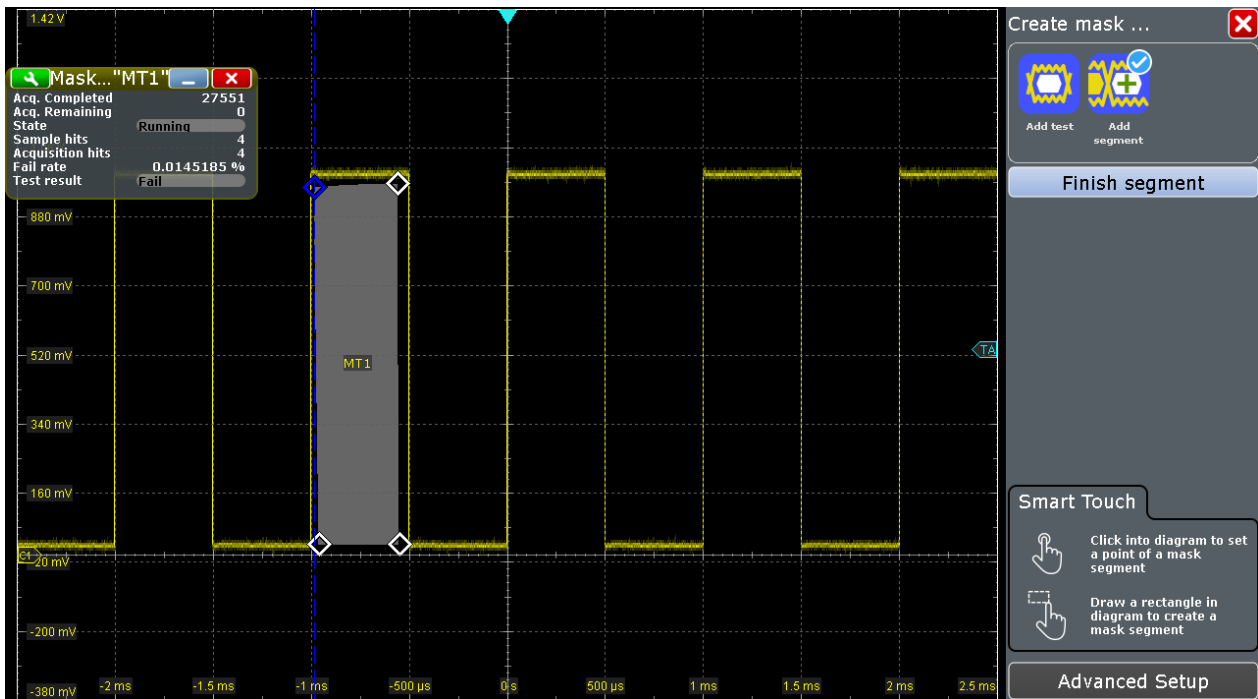 1.42 V
Create mask ...
Mask..."MT1"
Acq. Completed 27551
Acq. Remaining 0
State Running
Sample hits 4
Acquisition hits 4
Fail rate 0.0145185 %
Test result Fail
Add test
Add segment
Finish segment
880 mV
700 mV
520 mV
TA
MT1
340 mV
160 mV
C1
-20 mV
-200 mV
-380 mV
-2 ms
-1.5 ms
-1 ms
-500 µs
0 s
500 µs
1 ms
1.5 ms
2 ms
2.5 ms
Smart Touch
Click into diagram to set
a point of a mask
segment
Draw a rectangle in
diagram to create a
mask segment
Advanced Setup